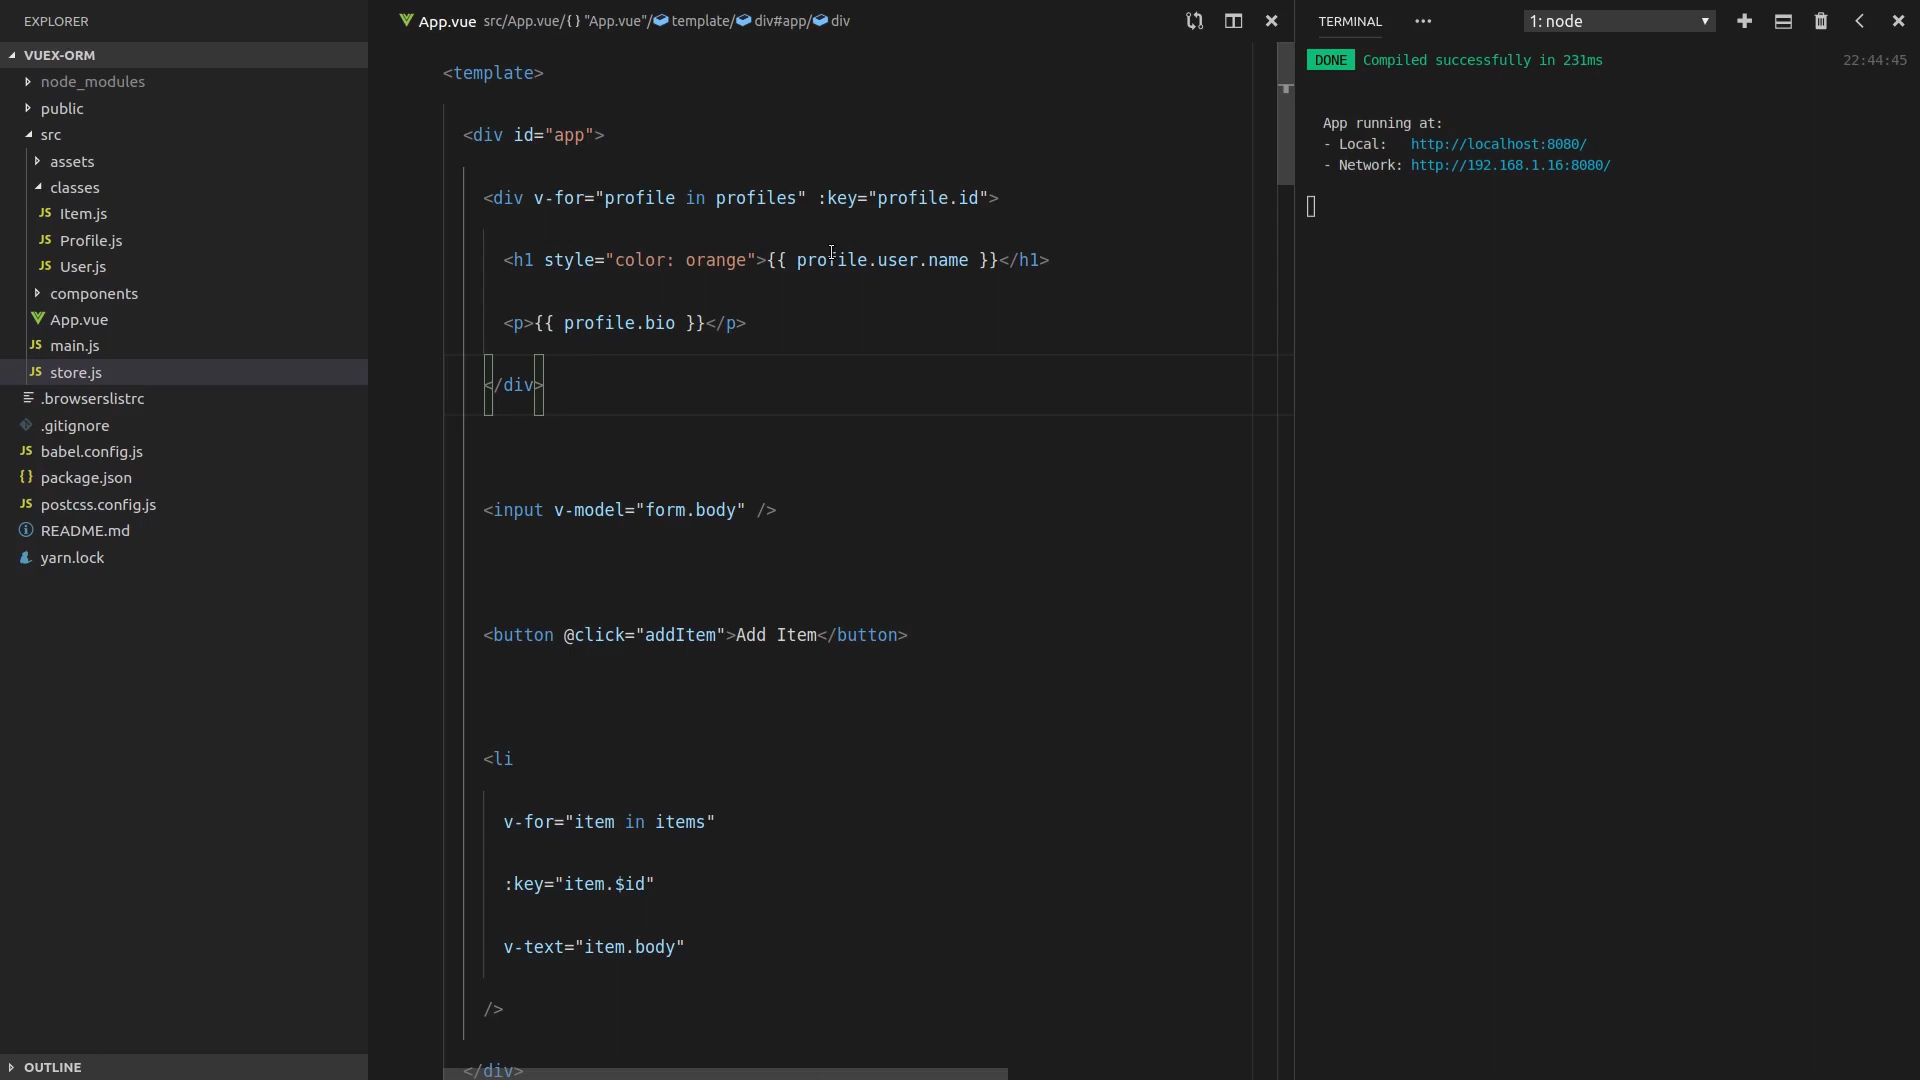 EXPLORER
VUEX-ORM
node_modules
public
src
assets
classes
JS Item.js
JS Profile.js
JS User.js
components
App.vue
JS main.js
JS store.js
.browserslistrc
.gitignore
JS babel.config.js
{ } package.json
JS postcss.config.js
README.md
yarn.lock
OUTLINE
App.vue src/App.vue/{ } "App.vue"/template/div#app/div
<template>
<div id="app">
<div v-for="profile in profiles" :key="profile.id">
<h1 style="color: orange">{{ profile.user.name }}</h1>
<p>{{ profile.bio }}</p>
</div>
<input v-model="form.body" />
<button @click="addItem">Add Item</button>
<li
v-for="item in items"
:key="item.$id"
v-text="item.body"
/>
</div>
TERMINAL ••• 1: node
DONE Compiled successfully in 231ms 22:44:45
App running at:
- Local: http://localhost:8080/
- Network: http://192.168.1.16:8080/